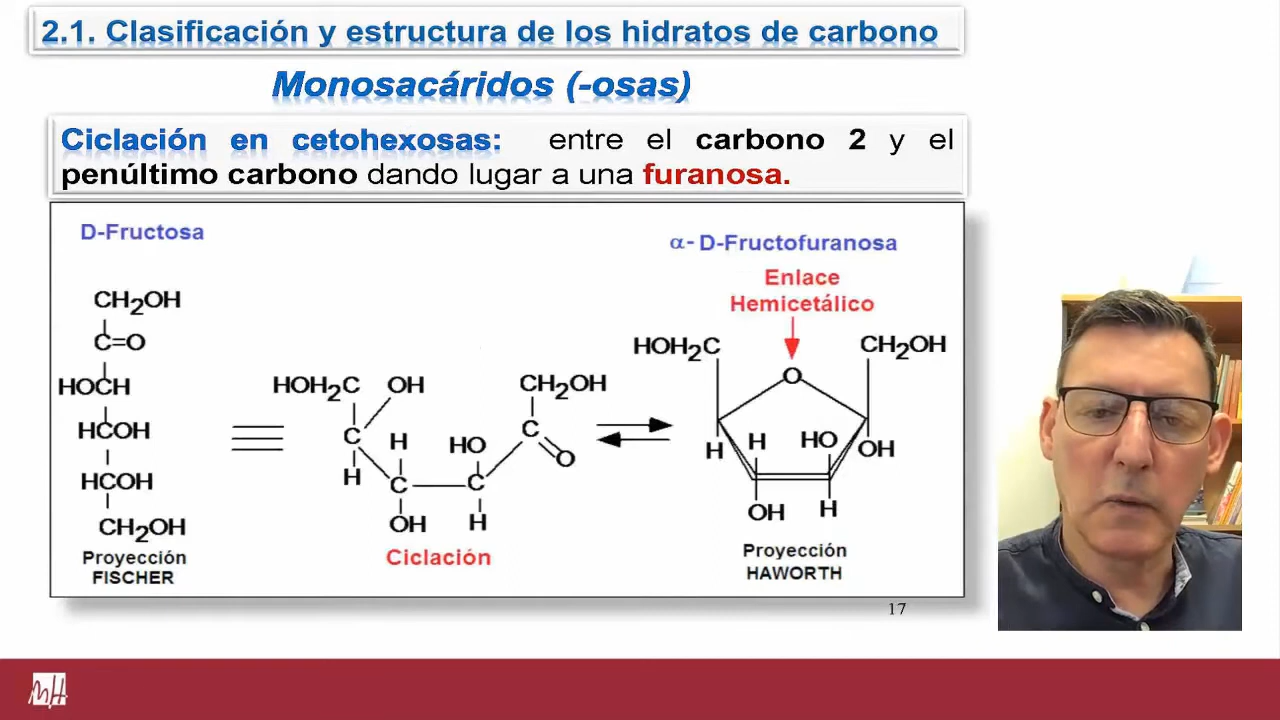 2.1. Clasificación y estructura de los hidratos de carbono
Monosacáridos (-osas)
Ciclación en cetohexosas: entre el carbono 2 y el
penúltimo carbono dando lugar a una furanosa.
D-Fructosa
CH2OH
C=O
HOCH
HCOH
HCOH
CH2OH
Proyección
FISCHER
HOH2C OH
CH2OH
C H HO C
H C C O
OH H
Ciclación
α- D-Fructofuranosa
Enlace
Hemicetálico
HOH2C CH2OH
O
H H HO OH
OH H
Proyección
HAWORTH
17
MH